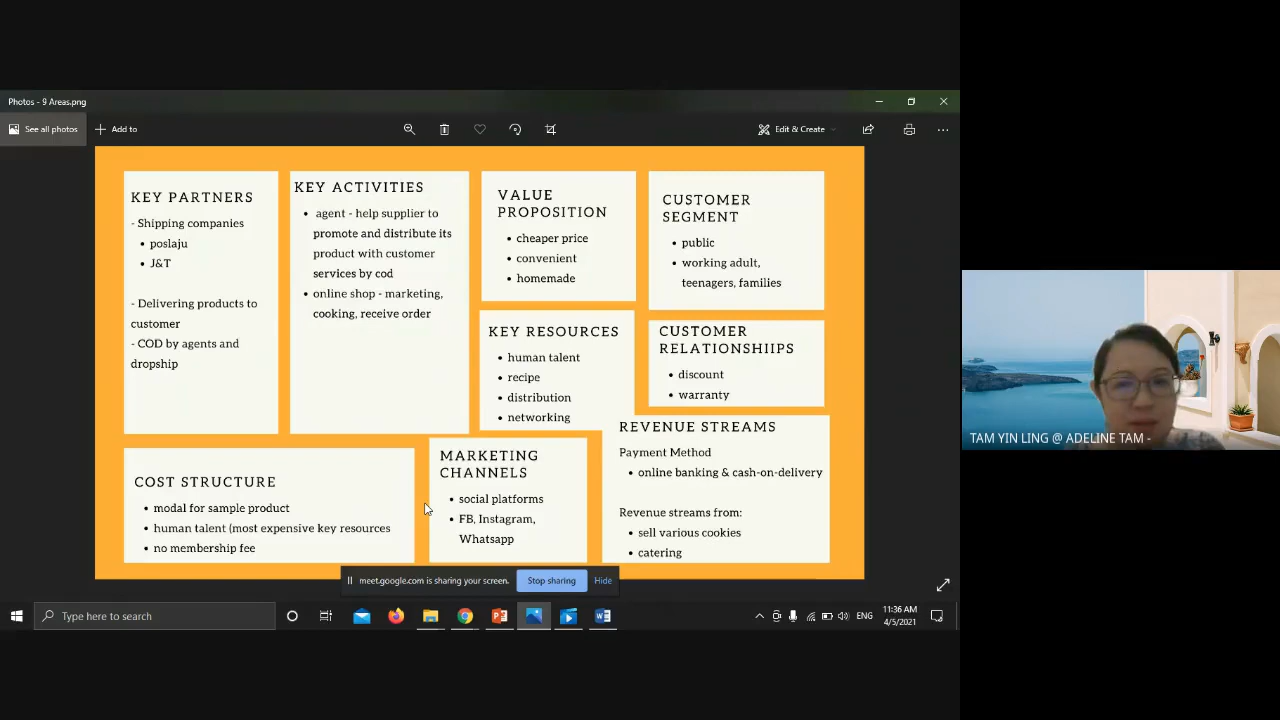 Photos - 9 Areas.png
See all photos
Add to
Edit & Create
KEY PARTNERS
- Shipping companies
• poslaju
• J&T
- Delivering products to
customer
- COD by agents and
dropship
KEY ACTIVITIES
• agent - help supplier to
promote and distribute its
product with customer
services by cod
• online shop - marketing,
cooking, receive order
VALUE
PROPOSITION
• cheaper price
• convenient
• homemade
CUSTOMER
SEGMENT
• public
• working adult,
teenagers, families
KEY RESOURCES
• human talent
• recipe
• distribution
• networking
CUSTOMER
RELATIONSHIIPS
• discount
• warranty
COST STRUCTURE
• modal for sample product
• human talent (most expensive key resources
• no membership fee
MARKETING
CHANNELS
• social platforms
• FB, Instagram,
Whatsapp
REVENUE STREAMS
Payment Method
• online banking & cash-on-delivery
Revenue streams from:
• sell various cookies
• catering
meet.google.com is sharing your screen.
Stop sharing
Hide
Type here to search
ENG
11:36 AM
4/5/2021
TAM YIN LING @ ADELINE TAM -